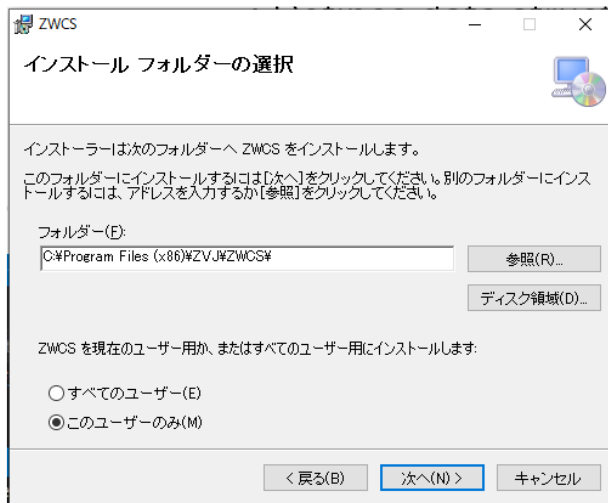 ZWCS
インストール フォルダーの選択
インストーラーは次のフォルダーへ ZWCS をインストールします。
このフォルダーにインストールするには[次へ]をクリックしてください。別のフォルダーにインス
トールするには、アドレスを入力するか[参照]をクリックしてください。
フォルダー(F):
C:¥Program Files (x86)¥ZVJ¥ZWCS¥
参照(R)...
ディスク領域(D)...
ZWCS を現在のユーザー用か、またはすべてのユーザー用にインストールします:
すべてのユーザー(E)
このユーザーのみ(M)
< 戻る(B)
次へ(N) >
キャンセル